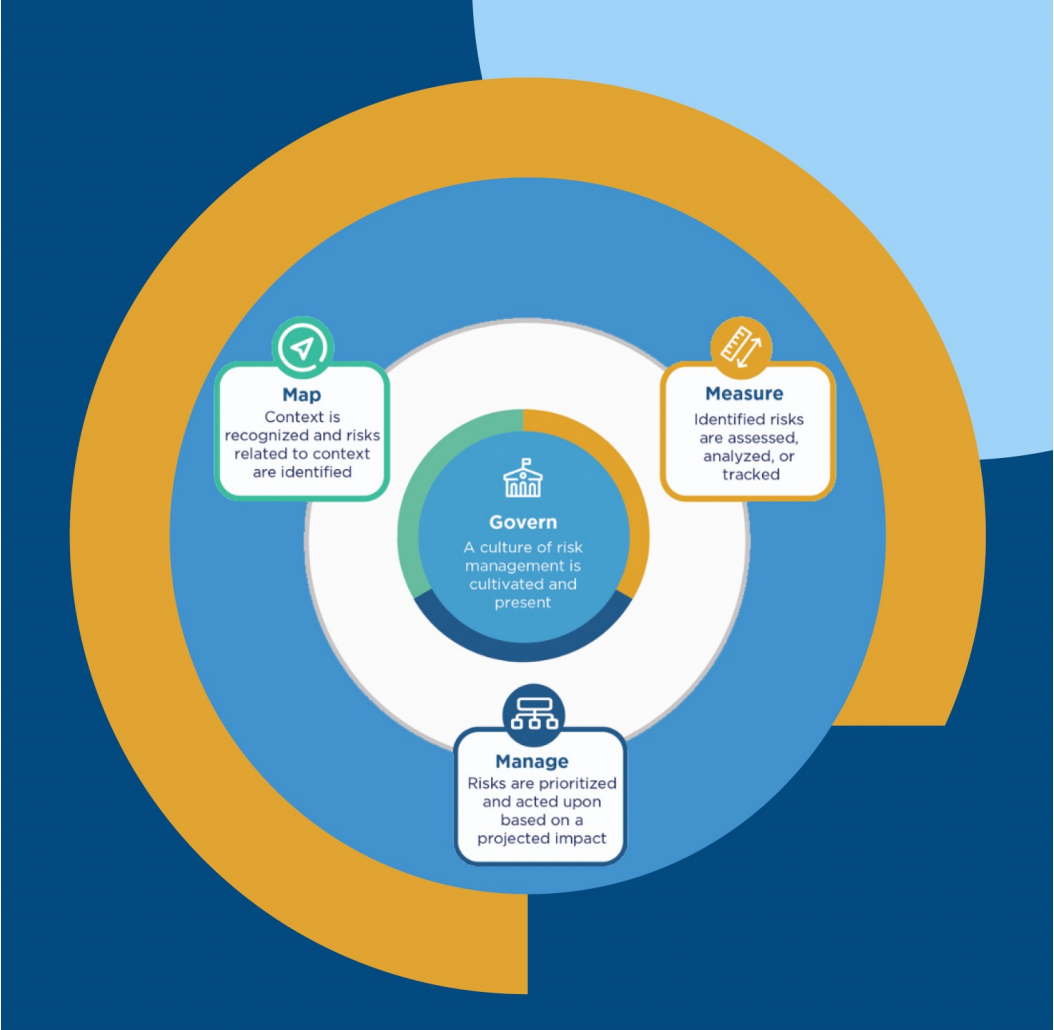 Map
Context is
recognized and risks
related to context
are identified
Measure
Identified risks
are assessed,
analyzed, or
tracked
Govern
A culture of risk
management is
cultivated and
present
Manage
Risks are prioritized
and acted upon
based on a
projected impact